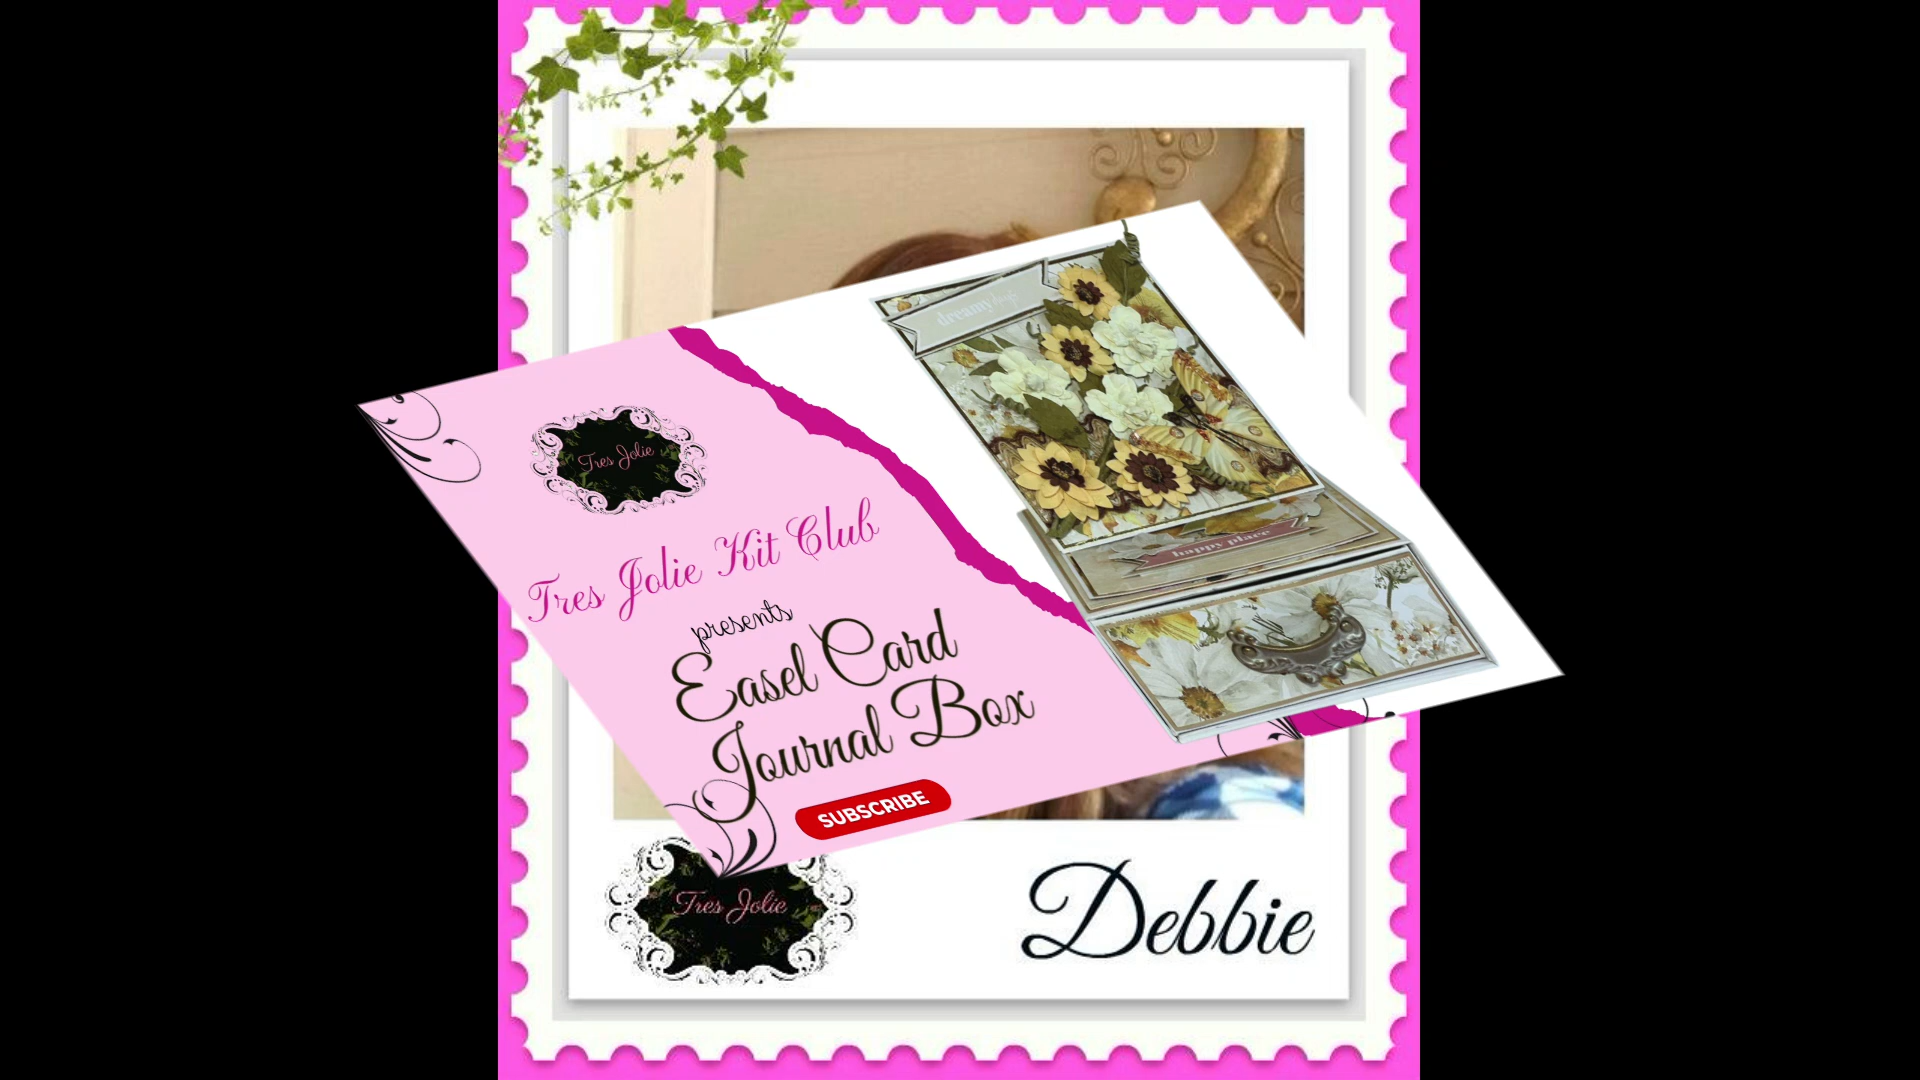 dreamy
Tres Jolie
Tres Jolie Kit Club
happy place
presents
Easel Card
Journal Box
SUBSCRIBE
Tres Jolie
Debbie